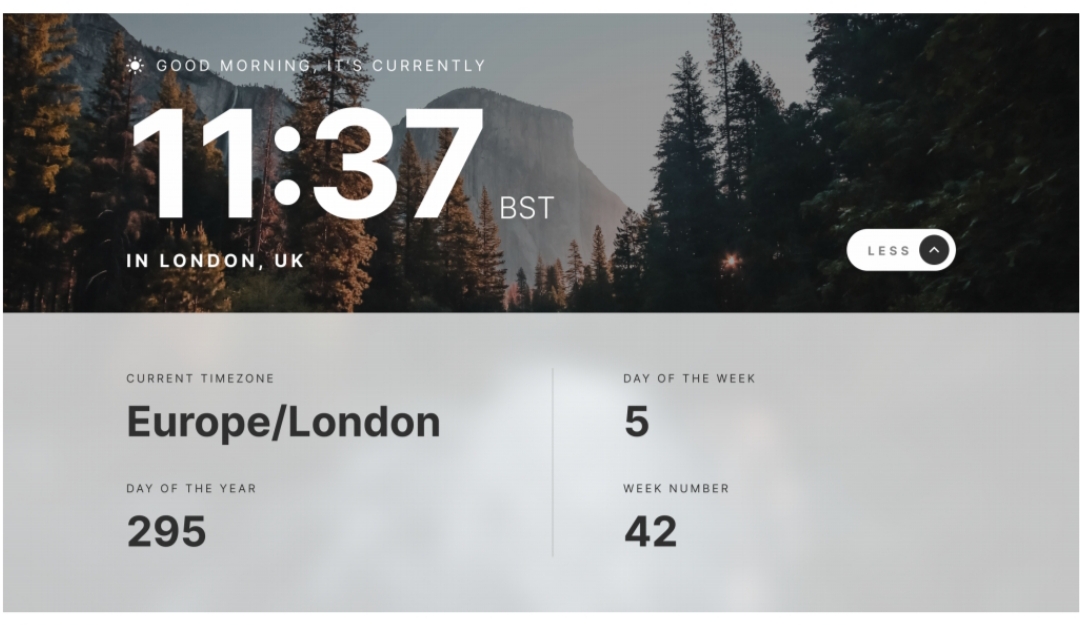 GOOD MORNING, IT'S CURRENTLY
11:37 BST
IN LONDON, UK
LESS
CURRENT TIMEZONE
Europe/London
DAY OF THE YEAR
295
DAY OF THE WEEK
5
WEEK NUMBER
42